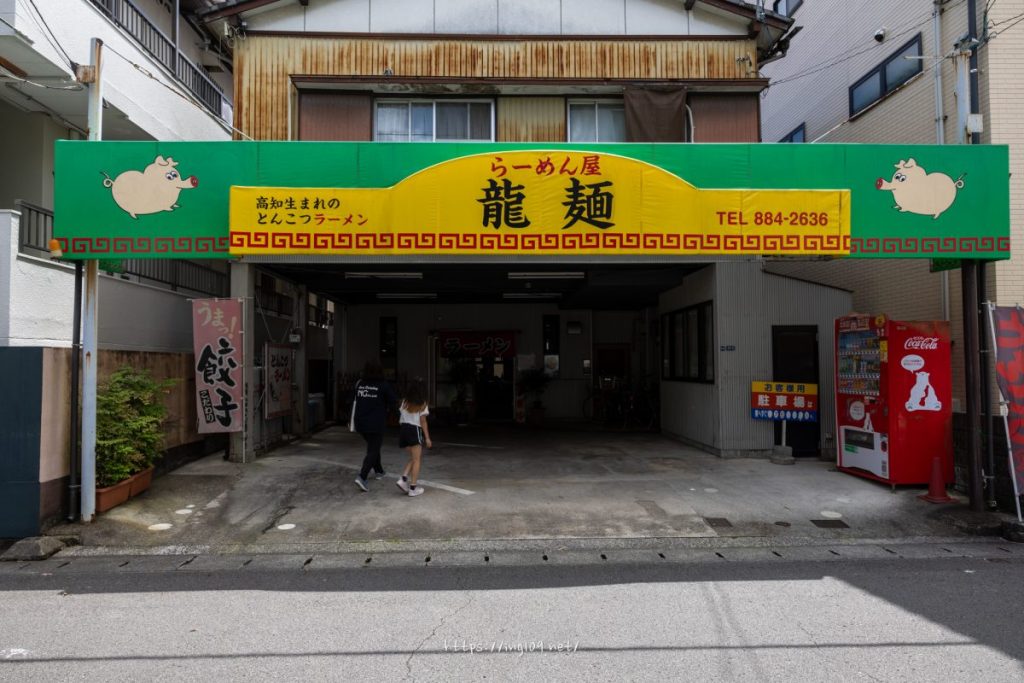 らーめん屋
龍麺
高知生まれの
とんこつラーメン
TEL 884-2636
うまっ!
餃子
ラーメン
お客様用
駐車場
Coca-Cola
https://ing109.net/